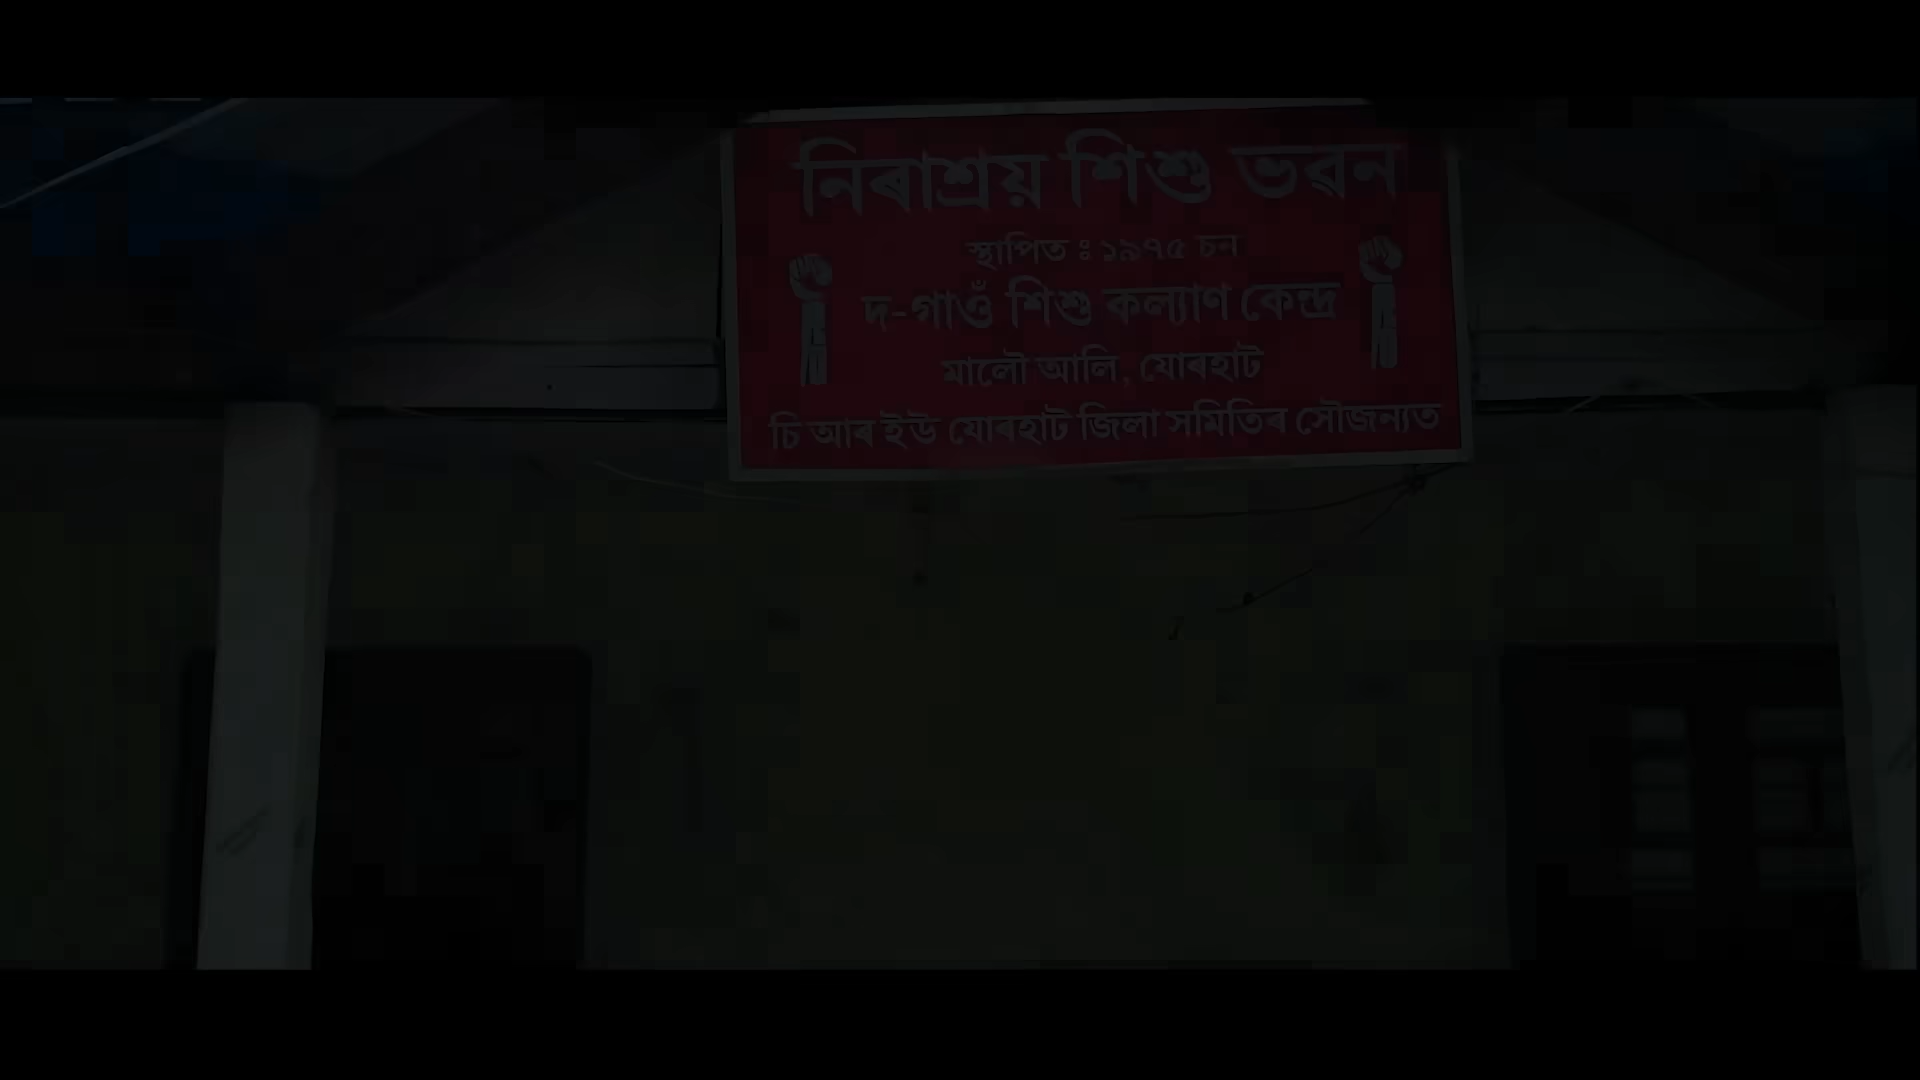 নিৰাশ্ৰয় শিশু ভৱন
স্থাপিত ঃ ১৯৭৫ চন
দ-গাওঁ শিশু কল্যাণ কেন্দ্ৰ
মালৌ আলি, যোৰহাট
চি আৰ ইউ যোৰহাট জিলা সমিতিৰ সৌজন্যত